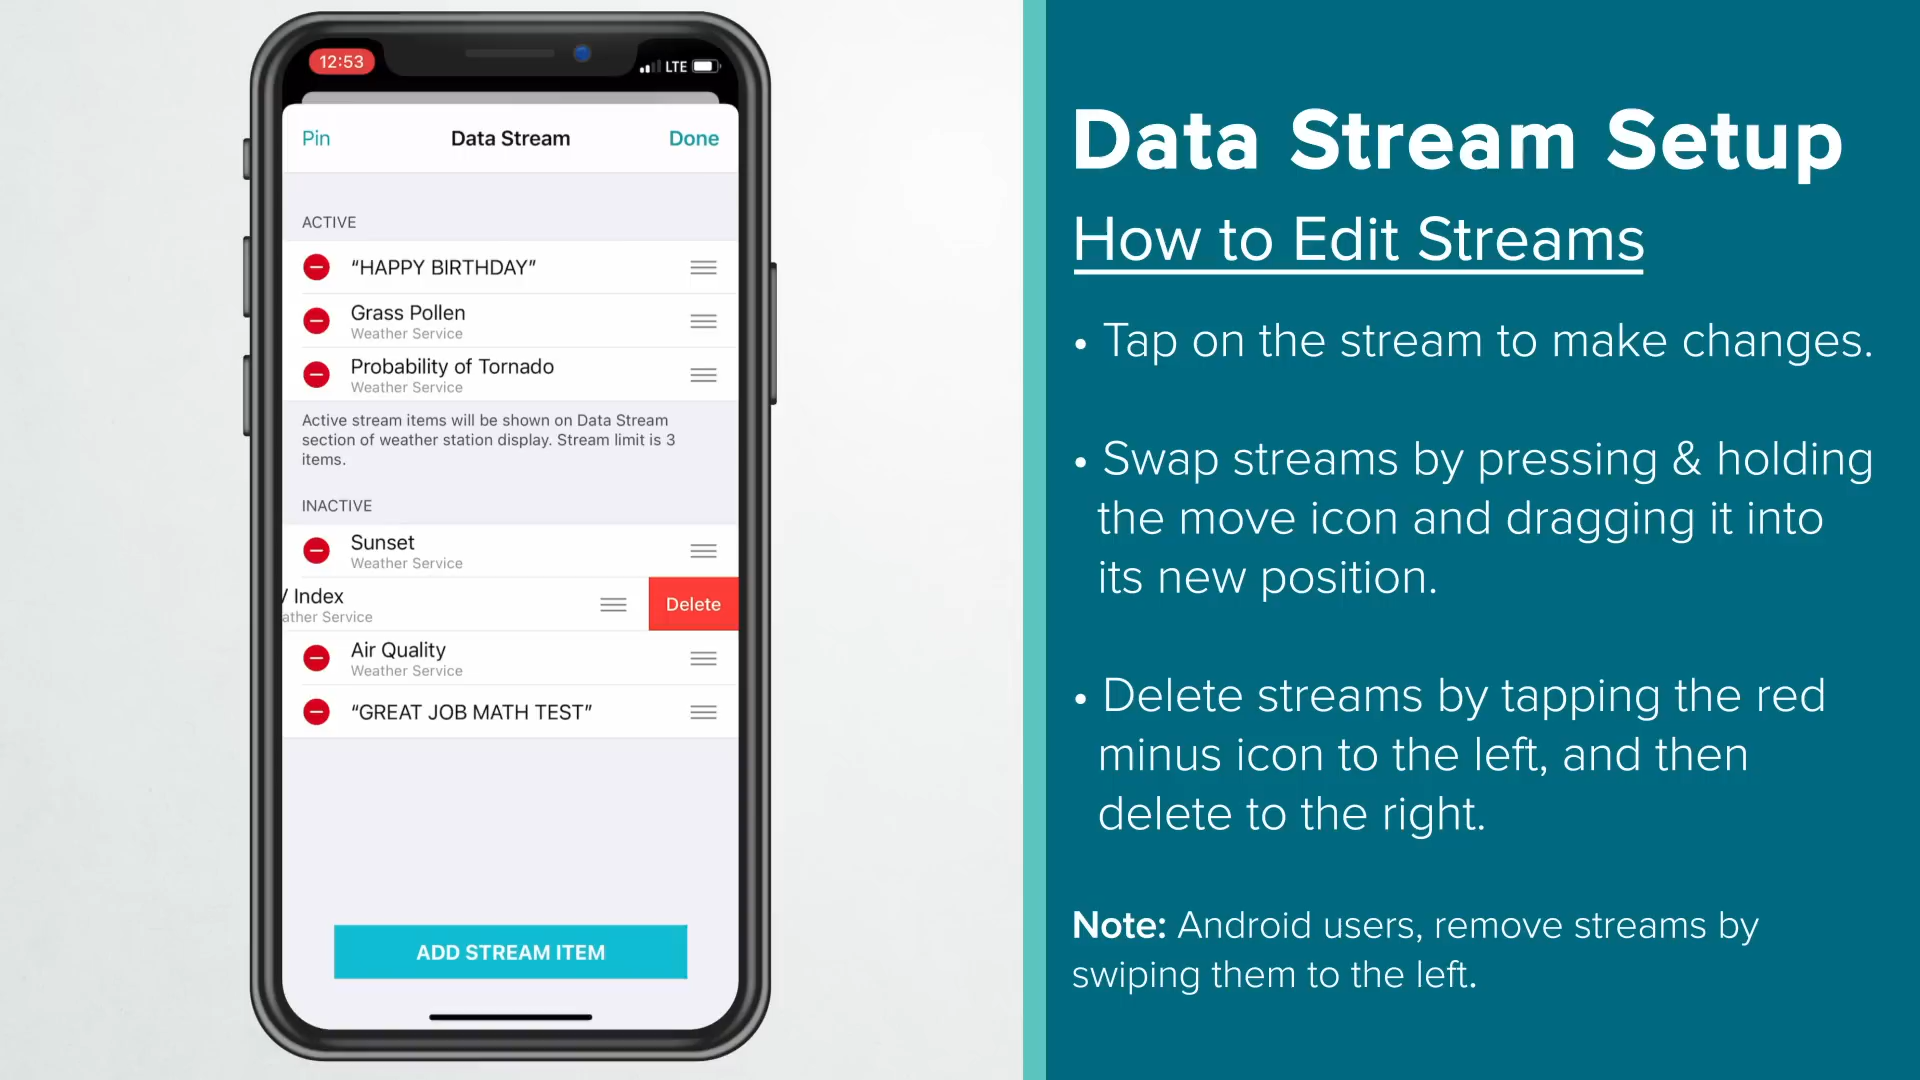 12:53
LTE
Pin
Data Stream
Done
ACTIVE
“HAPPY BIRTHDAY”
Grass Pollen
Weather Service
Probability of Tornado
Weather Service
Active stream items will be shown on Data Stream
section of weather station display. Stream limit is 3
items.
INACTIVE
Sunset
Weather Service
Index
ather Service
Delete
Air Quality
Weather Service
“GREAT JOB MATH TEST”
ADD STREAM ITEM
Data Stream Setup
How to Edit Streams
• Tap on the stream to make changes.
• Swap streams by pressing & holding
the move icon and dragging it into
its new position.
• Delete streams by tapping the red
minus icon to the left, and then
delete to the right.
Note: Android users, remove streams by
swiping them to the left.